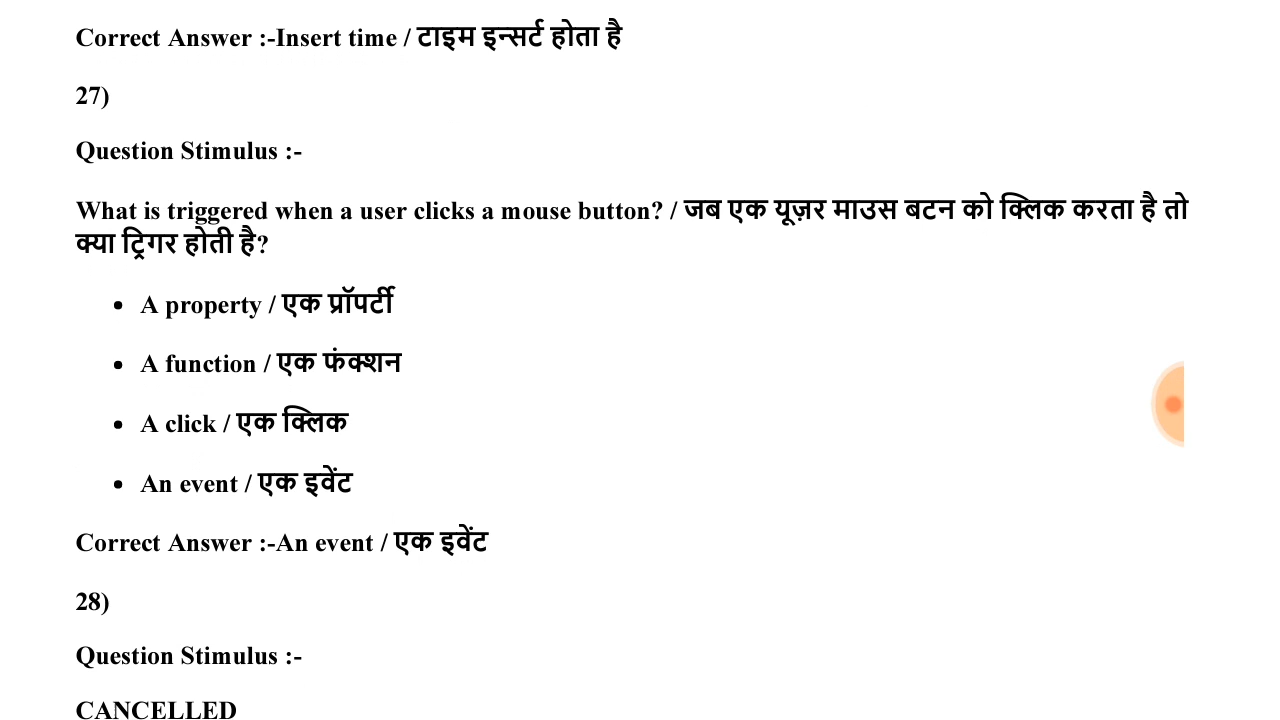 Correct Answer :-Insert time / टाइम इन्सर्ट होता है
27)
Question Stimulus :-
What is triggered when a user clicks a mouse button? / जब एक यूज़र माउस बटन को क्लिक करता है तो
क्या ट्रिगर होती है?
• A property / एक प्रॉपर्टी
• A function / एक फंक्शन
• A click / एक क्लिक
• An event / एक इवेंट
Correct Answer :-An event / एक इवेंट
28)
Question Stimulus :-
CANCELLED